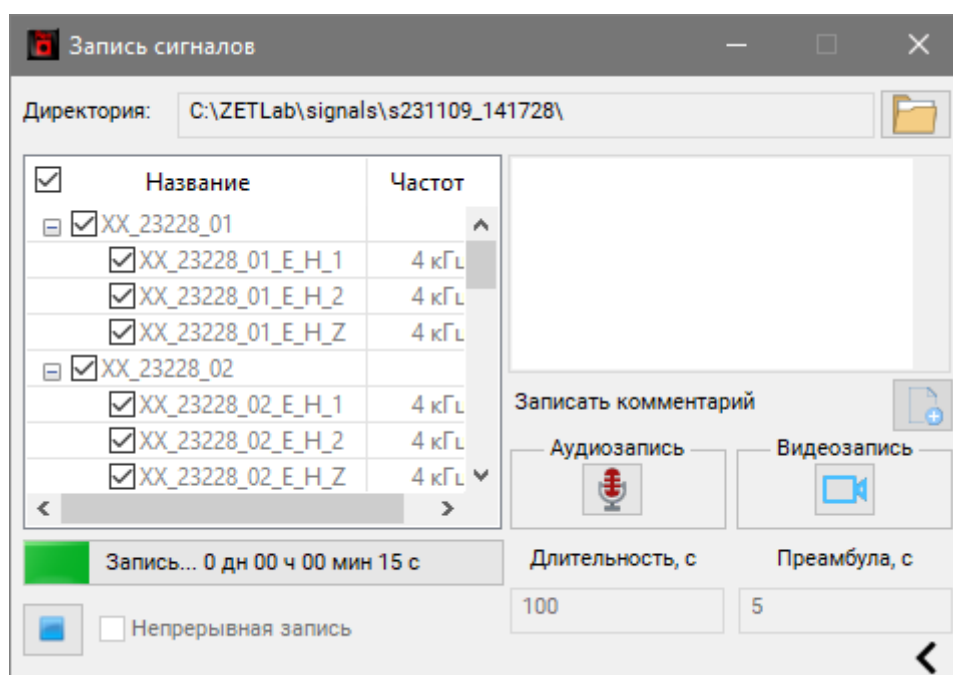 Запись сигналов
Директория: C:\ZETLab\signals\s231109_141728\
Название Частот
XX_23228_01
XX_23228_01_E_H_1 4 кГц
XX_23228_01_E_H_2 4 кГц
XX_23228_01_E_H_Z 4 кГц
XX_23228_02
XX_23228_02_E_H_1 4 кГц
XX_23228_02_E_H_2 4 кГц
XX_23228_02_E_H_Z 4 кГц
Записать комментарий
Аудиозапись Видеозапись
Запись... 0 дн 00 ч 00 мин 15 с
Длительность, с Преамбула, с
100 5
Непрерывная запись